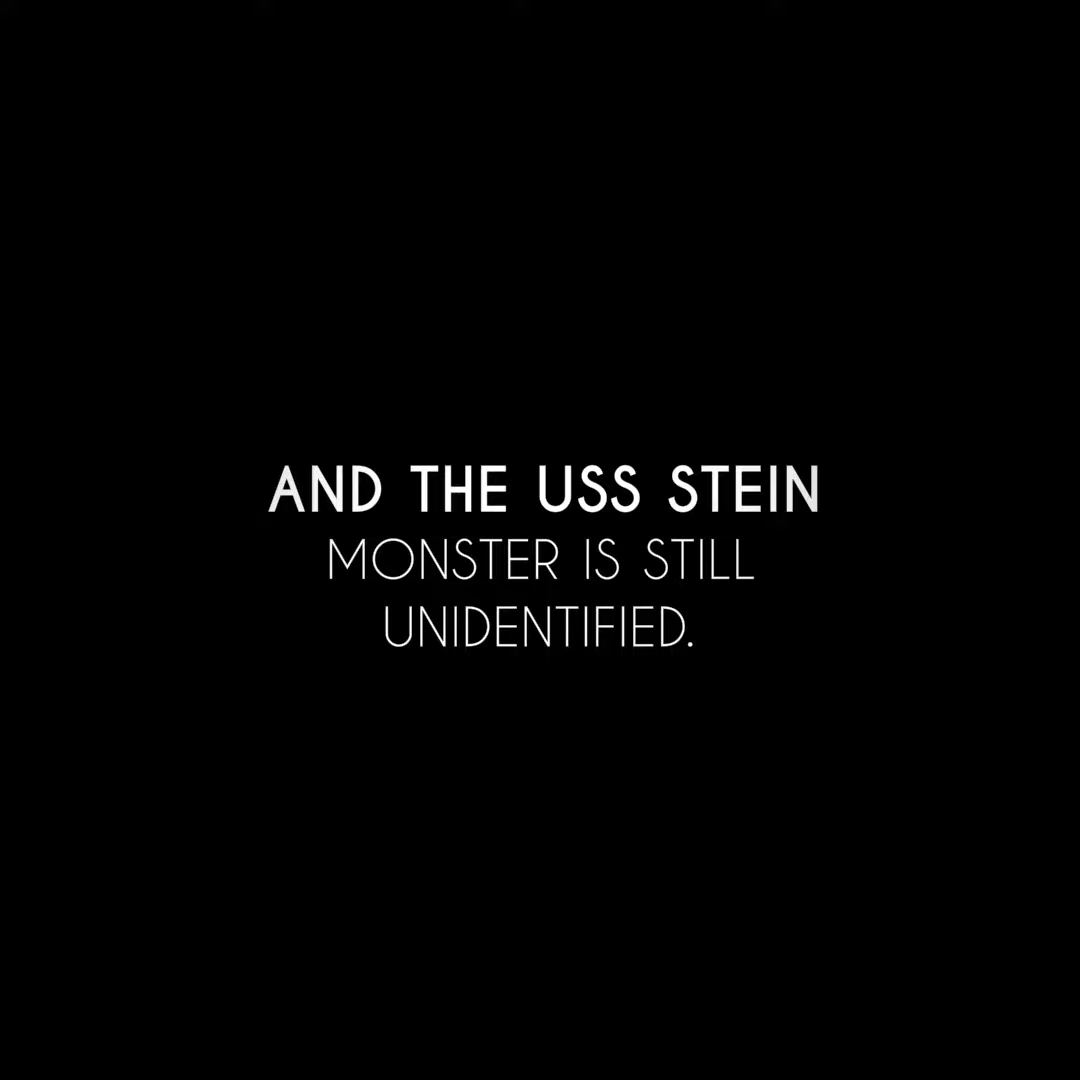 AND THE USS STEIN
MONSTER IS STILL
UNIDENTIFIED.